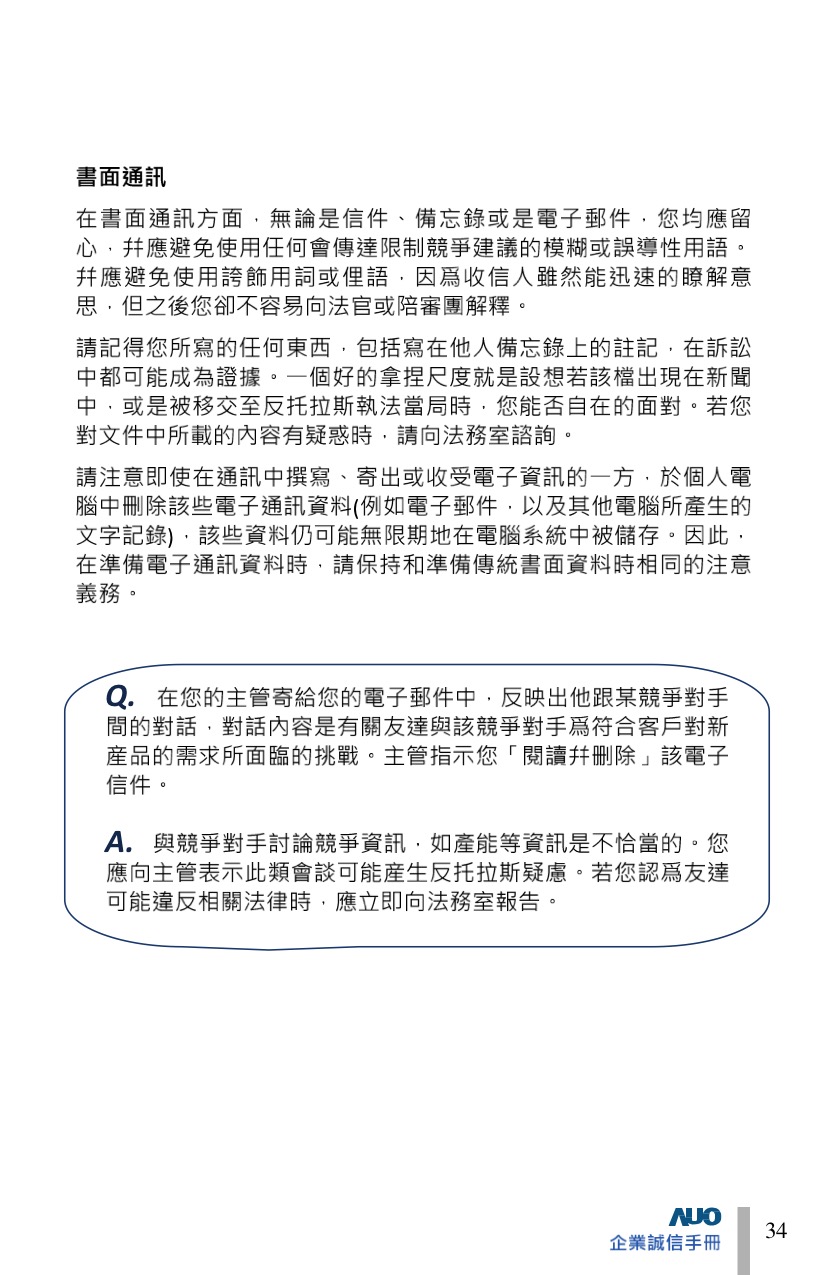 書面通訊
在書面通訊方面，無論是信件、備忘錄或是電子郵件，您均應留
心，幷應避免使用任何會傳達限制競爭建議的模糊或誤導性用語。
幷應避免使用誇飾用詞或俚語，因爲收信人雖然能迅速的瞭解意
思，但之後您卻不容易向法官或陪審團解釋。
請記得您所寫的任何東西，包括寫在他人備忘錄上的註記，在訴訟
中都可能成為證據。一個好的拿捏尺度就是設想若該檔出現在新聞
中，或是被移交至反托拉斯執法當局時，您能否自在的面對。若您
對文件中所載的內容有疑惑時，請向法務室諮詢。
請注意即使在通訊中撰寫、寄出或收受電子資訊的一方，於個人電
腦中刪除該些電子通訊資料(例如電子郵件，以及其他電腦所產生的
文字記錄)，該些資料仍可能無限期地在電腦系統中被儲存。因此，
在準備電子通訊資料時，請保持和準備傳統書面資料時相同的注意
義務。
Q. 在您的主管寄給您的電子郵件中，反映出他跟某競爭對手
間的對話，對話內容是有關友達與該競爭對手爲符合客戶對新
産品的需求所面臨的挑戰。主管指示您「閱讀幷刪除」該電子
信件。
A. 與競爭對手討論競爭資訊，如產能等資訊是不恰當的。您
應向主管表示此類會談可能産生反托拉斯疑慮。若您認爲友達
可能違反相關法律時，應立即向法務室報告。
AUO
企業誠信手冊
34